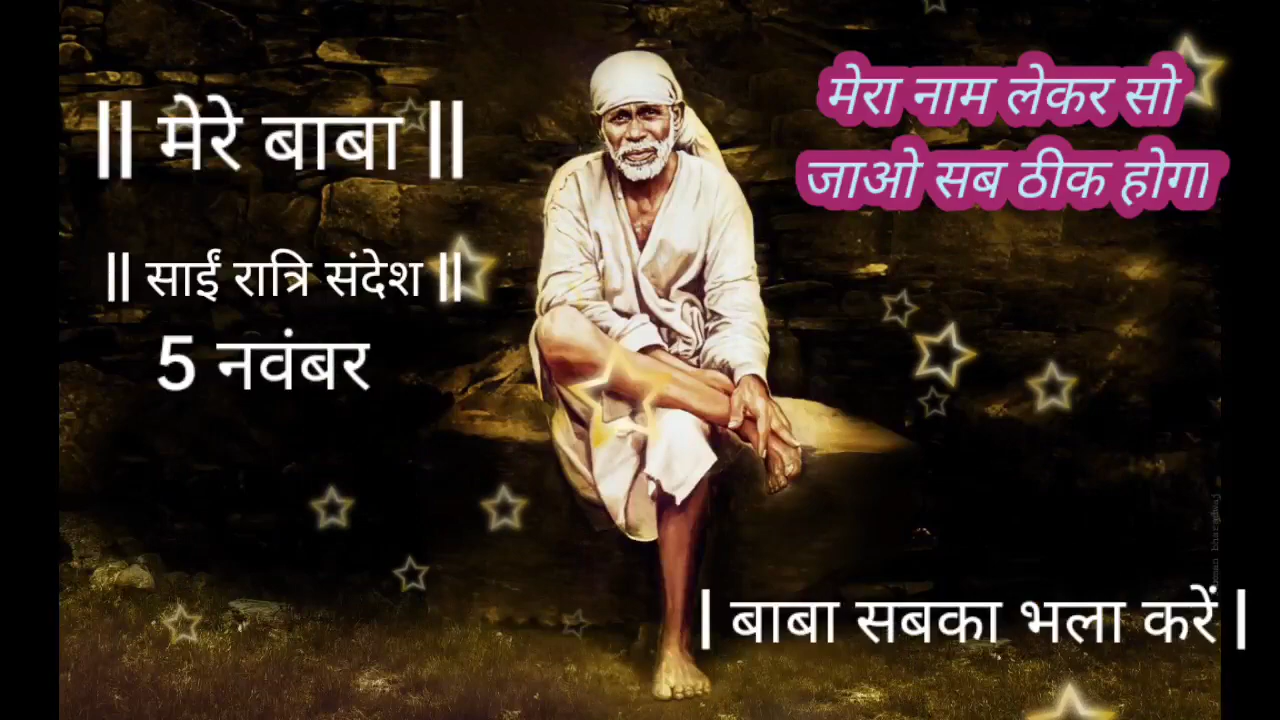 || मेरे बाबा ||
|| साईं रात्रि संदेश ||
5 नवंबर
मेरा नाम लेकर सो
जाओ सब ठीक होगा
| बाबा सबका भला करें |